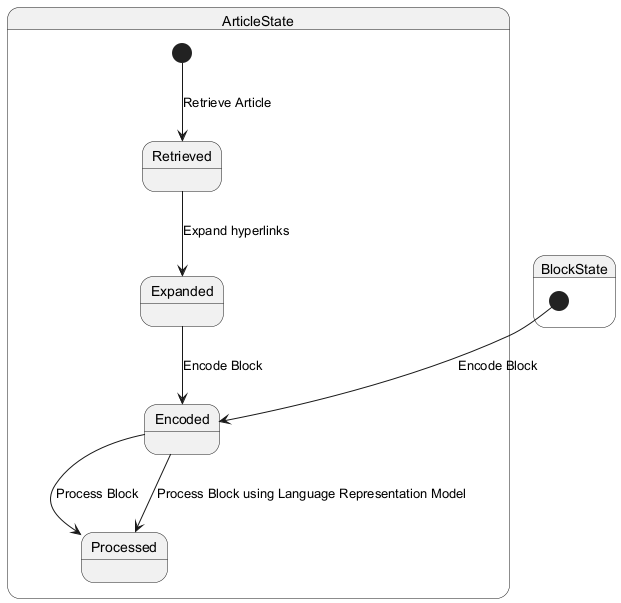 ArticleState
Retrieve Article
Retrieved
Expand hyperlinks
BlockState
Expanded
Encode Block
Encode Block
Encoded
Process Block
Process Block using Language Representation Model
Processed